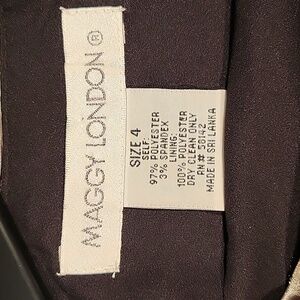 MAGGY LONDON ®
SIZE 4
SELF:
97% POLYESTER
3% SPANDEX
LINING:
100% POLYESTER
DRY CLEAN ONLY
RN# 58142
MADE IN SRI LANKA